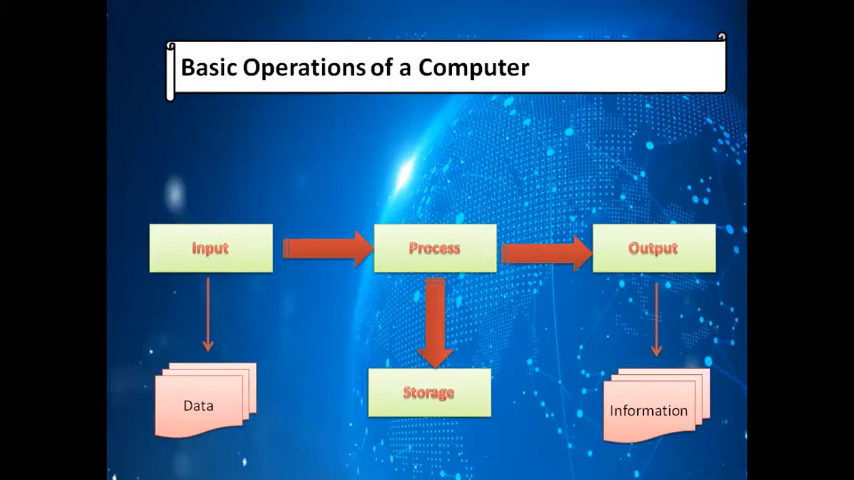 Basic Operations of a Computer
Input
Process
Output
Data
Storage
Information